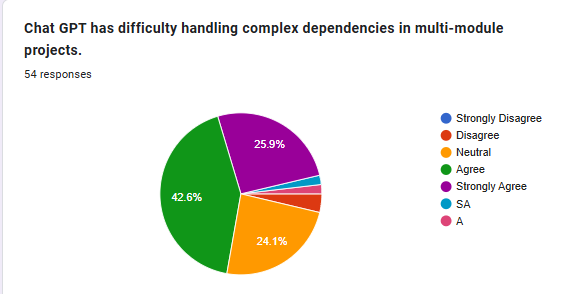 Chat GPT has difficulty handling complex dependencies in multi-module
projects.
54 responses
25.9%
42.6%
24.1%
Strongly Disagree
Disagree
Neutral
Agree
Strongly Agree
SA
A